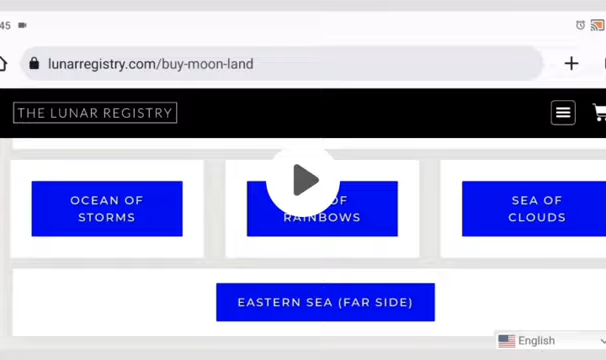 45
lunarregistry.com/buy-moon-land
THE LUNAR REGISTRY
OCEAN OF
STORMS
OF
RAINBOWS
SEA OF
CLOUDS
EASTERN SEA (FAR SIDE)
English